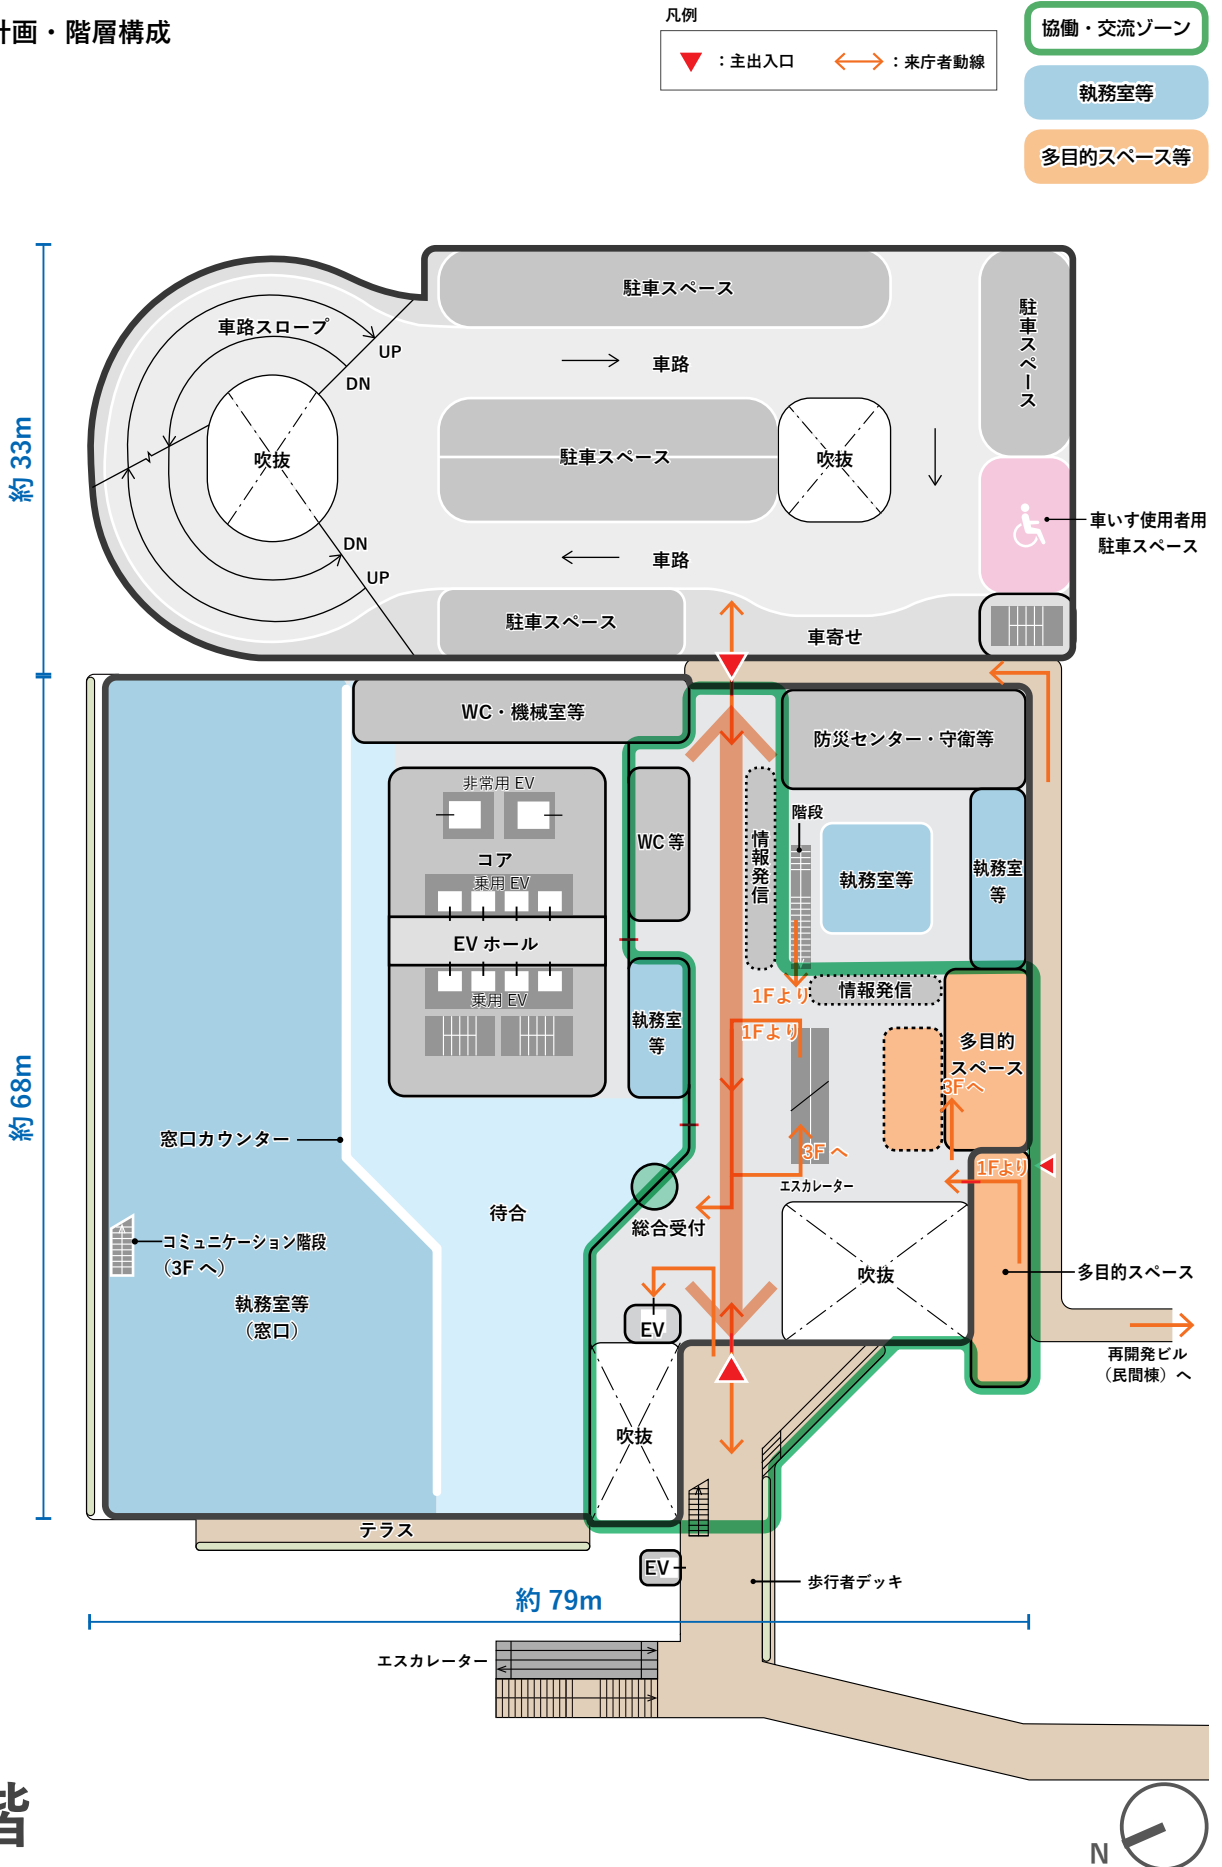 計画・階層構成
凡例
：主出入口
：来庁者動線
協働・交流ゾーン
執務室等
多目的スペース等
駐車スペース
駐車スペース
車路スロープ
UP
DN
車路
吹抜
駐車スペース
吹抜
約 33m
車いす使用者用
駐車スペース
DN
UP
車路
駐車スペース
車寄せ
WC・機械室等
防災センター・守衛等
非常用 EV
コア
乗用 EV
EV ホール
乗用 EV
WC 等
情報発信
階段
執務室等
執務室
等
1Fより
情報発信
執務室
等
1Fより
多目的
スペース
3Fへ
約 68m
窓口カウンター
3F へ
1Fより
エスカレーター
待合
総合受付
コミュニケーション階段
（3F へ）
吹抜
多目的スペース
執務室等
（窓口）
EV
再開発ビル
（民間棟）へ
吹抜
テラス
EV
歩行者デッキ
約 79m
エスカレーター
階
N